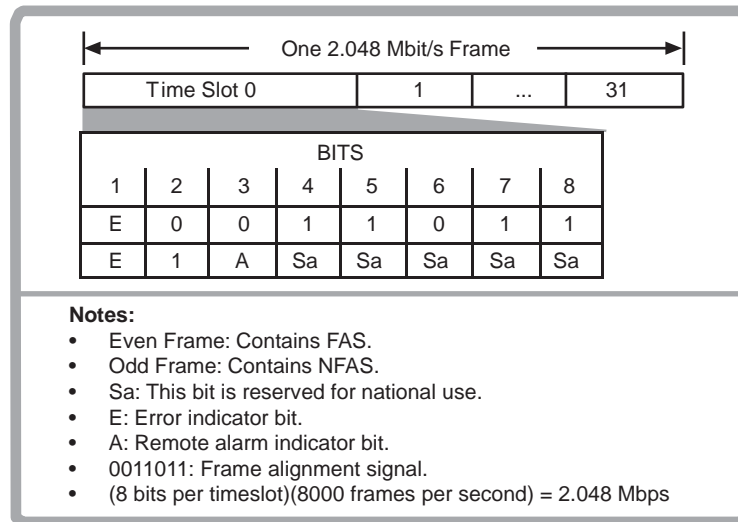 One 2.048 Mbit/s Frame
Time Slot 0 1 ... 31
BITS
1 2 3 4 5 6 7 8
E 0 0 1 1 0 1 1
E 1 A Sa Sa Sa Sa Sa
Notes:
• Even Frame: Contains FAS.
• Odd Frame: Contains NFAS.
• Sa: This bit is reserved for national use.
• E: Error indicator bit.
• A: Remote alarm indicator bit.
• 0011011: Frame alignment signal.
• (8 bits per timeslot)(8000 frames per second) = 2.048 Mbps